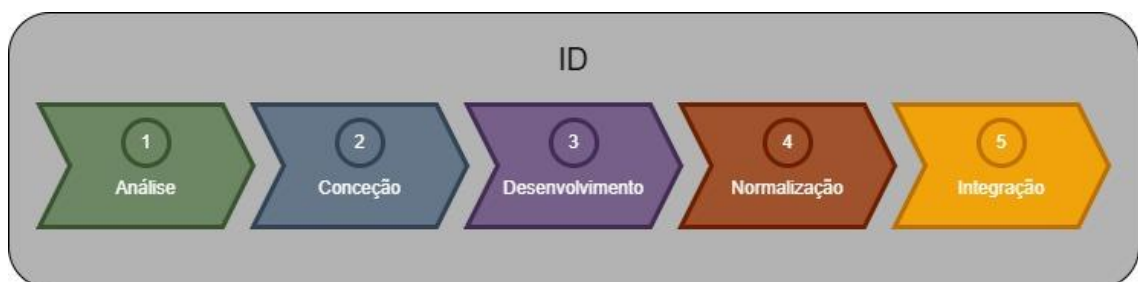 ID
1
Análise
2
Conceção
3
Desenvolvimento
4
Normalização
5
Integração